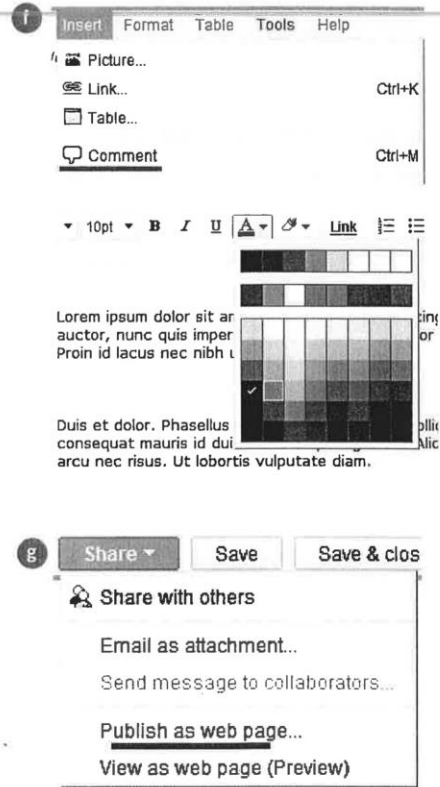 f
Insert Format Table Tools Help
Picture...
Link... Ctrl+K
Table...
Comment Ctrl+M
10pt B I U A Link
Lorem ipsum dolor sit
auctor, nunc quis or
Proin id lacus nec nibh
Duis et dolor. Phasellus
consequat mauris id dui
arcu nec risus. Ut lobortis vulputate diam.
g
Share Save Save & clos
Share with others
Email as attachment...
Send message to collaborators...
Publish as web page...
View as web page (Preview)